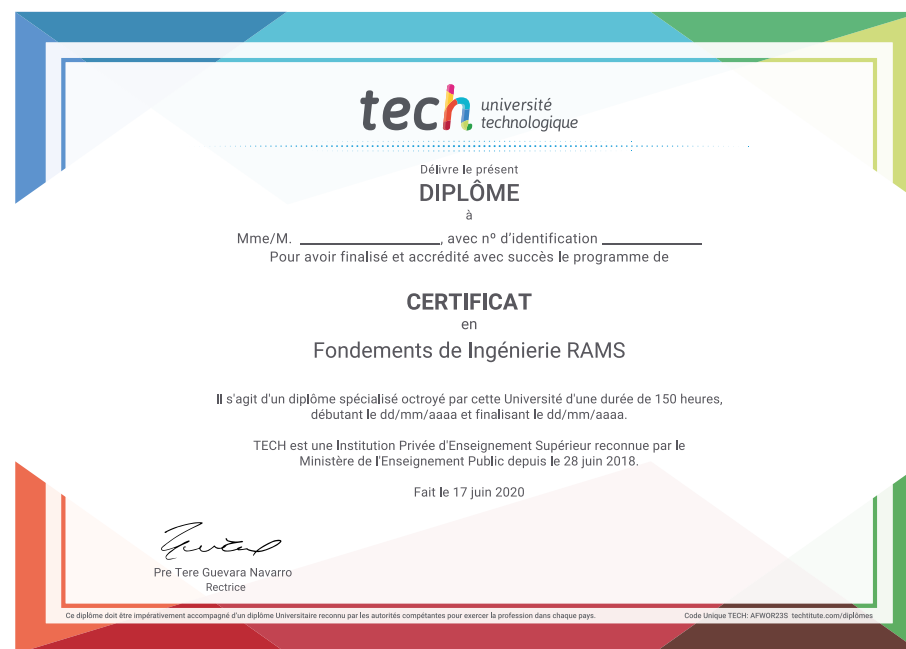 tech université
technologique
Délivre le présent
DIPLÔME
à
Mme/M. ____________________, avec nº d'identification ______________
Pour avoir finalisé et accrédité avec succès le programme de
CERTIFICAT
en
Fondements de Ingénierie RAMS
Il s'agit d'un diplôme spécialisé octroyé par cette Université d'une durée de 150 heures,
débutant le dd/mm/aaaa et finalisant le dd/mm/aaaa.
TECH est une Institution Privée d'Enseignement Supérieur reconnue par le
Ministère de l'Enseignement Public depuis le 28 juin 2018.
Fait le 17 juin 2020
Pre Tere Guevara Navarro
Rectrice
Ce diplôme doit être impérativement accompagné d'un diplôme Universitaire reconnu par les autorités compétantes pour exercer la profession dans chaque pays.
Code Unique TECH: AFWOR23S techtitute.com/diplômes